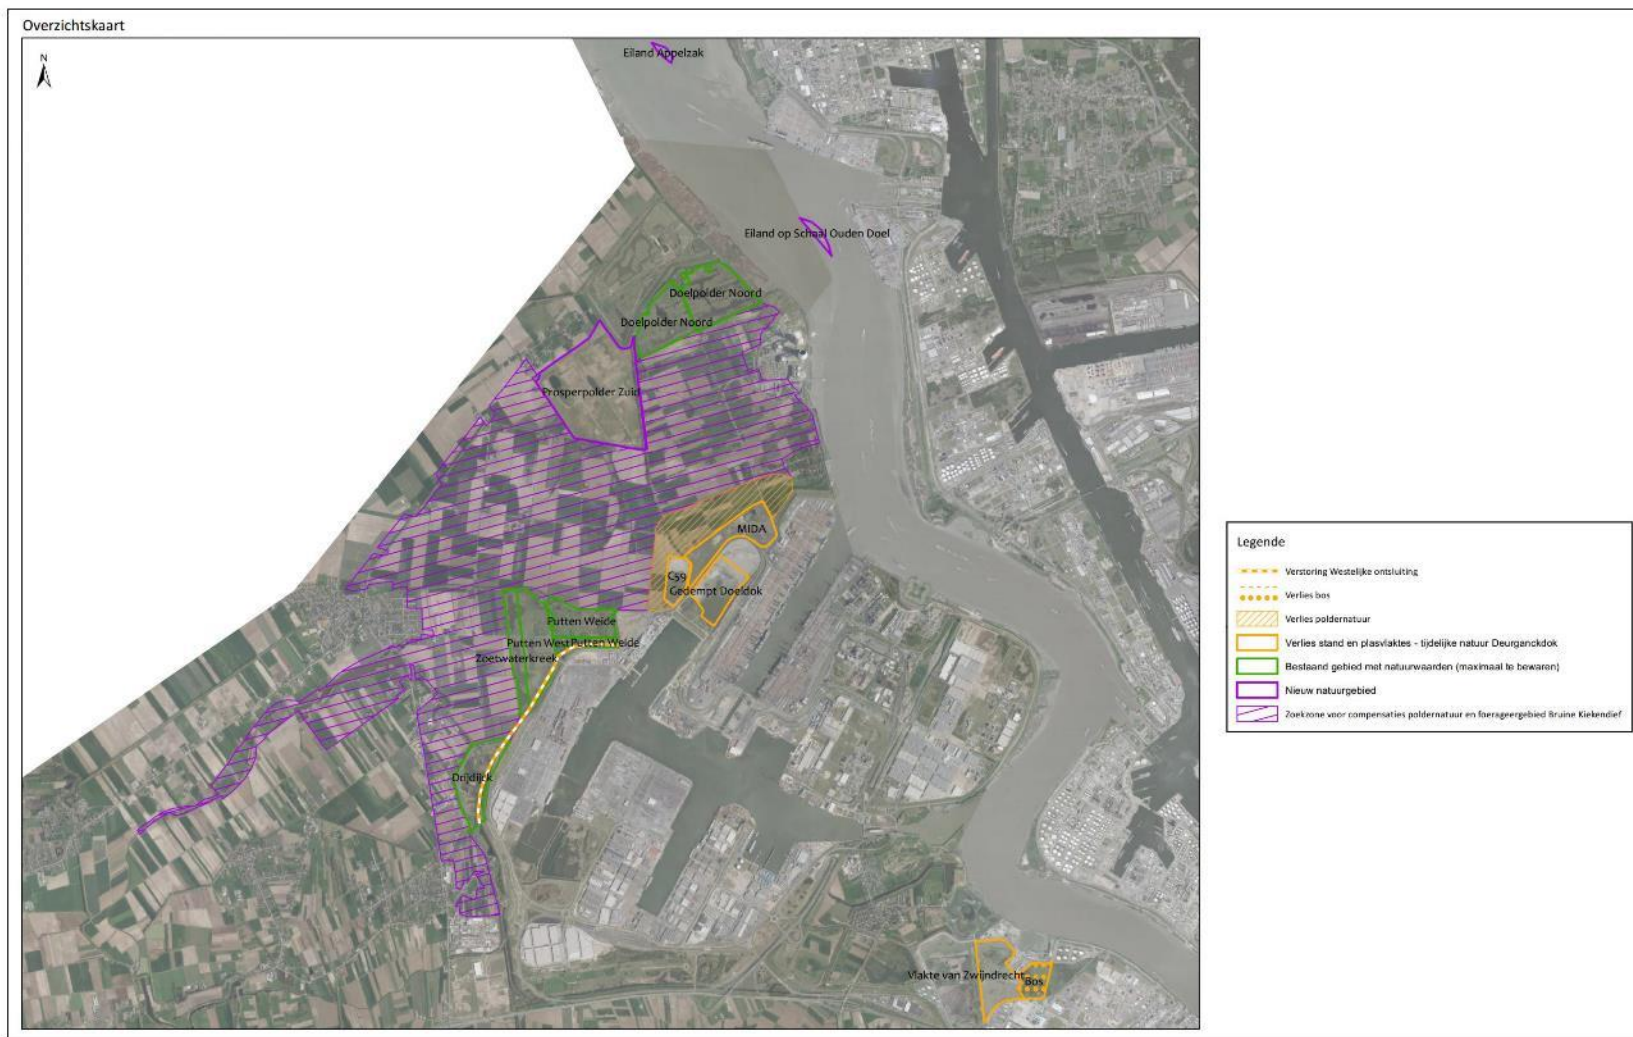 Overzichtskaart
N
Eiland Appelzak
Eiland op Schaal Ouden Doel
Doelpolder Noord
Doelpolder Noord
Prosperpolder Zuid
MIDA
C59
Gedempt Doeldok
Putten Weide
Putten West
Putten Weide
Zoetwaterkreek
Drijdijck
Vlakte van Zwijndrecht
Bos
Legende
Verstoring Westelijke ontsluiting
Verlies bos
Verlies poldernatuur
Verlies strand en plasvlaktes - tijdelijke natuur Deurganckdok
Bestaand gebied met natuurwaarden (maximaal te bewaren)
Nieuw natuurgebied
Zoekzone voor compensaties poldernatuur en foerageergebied Bruine Kiekendief